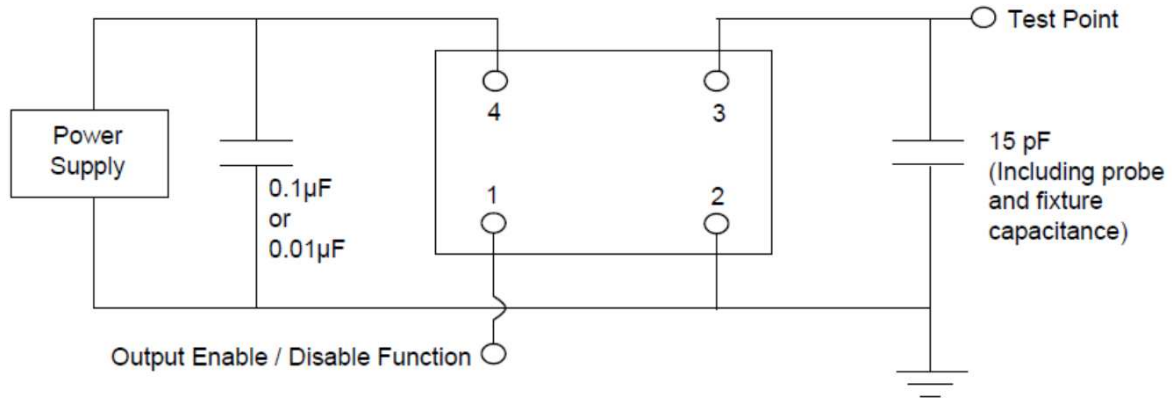 Test Point
Power
Supply
4
3
0.1µF
or
0.01µF
1
2
15 pF
(Including probe
and fixture
capacitance)
Output Enable / Disable Function